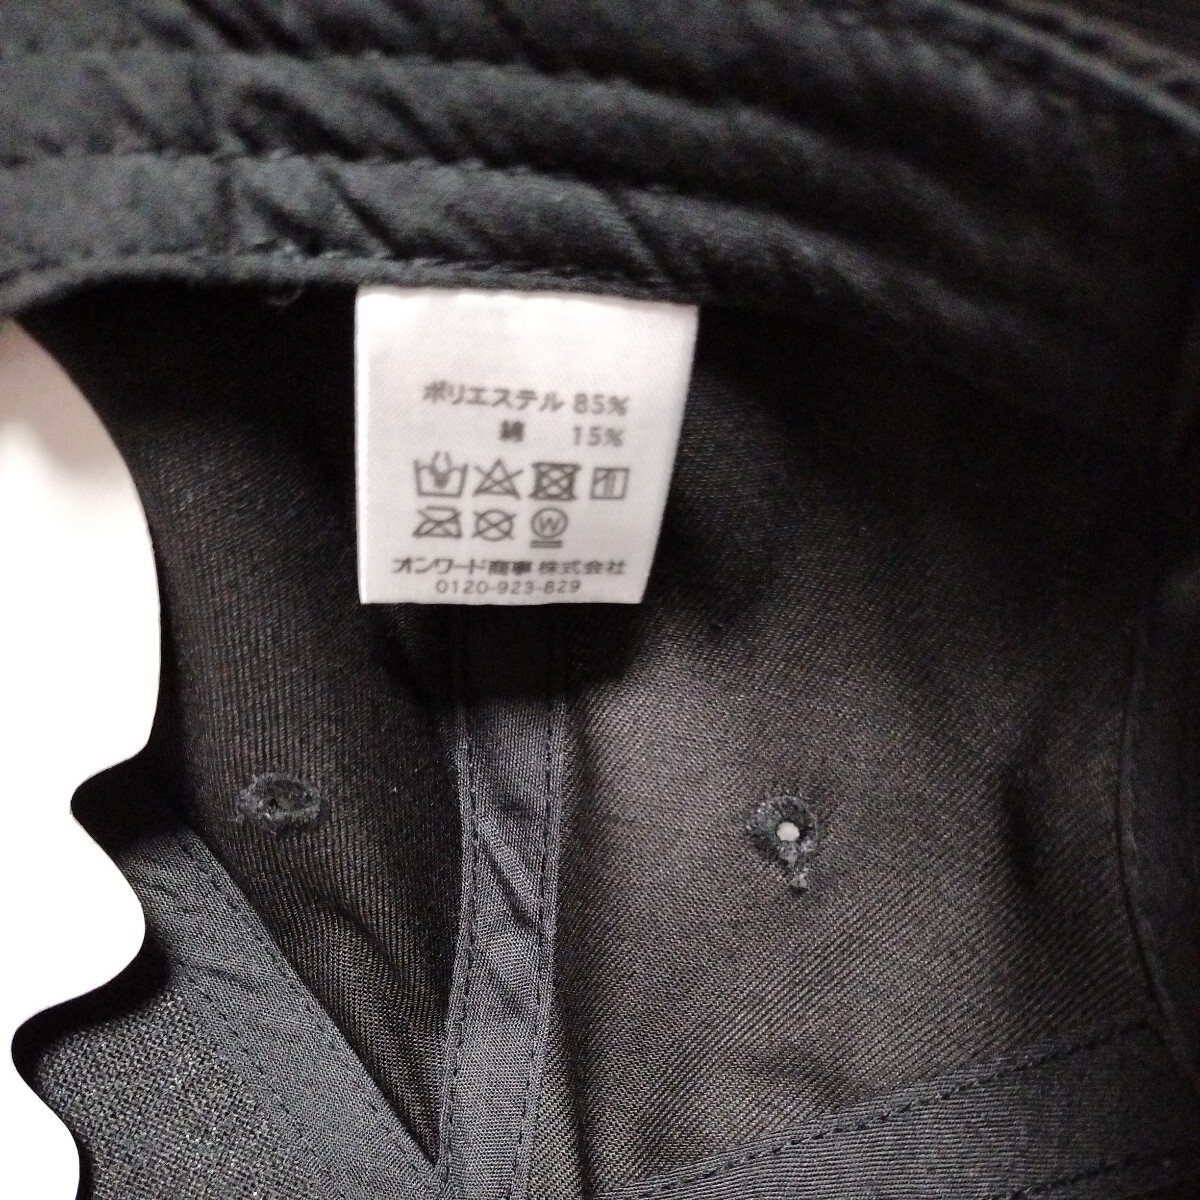 ポリエステル 85%
綿 15%
W
オンワード商事株式会社
0120-923-829